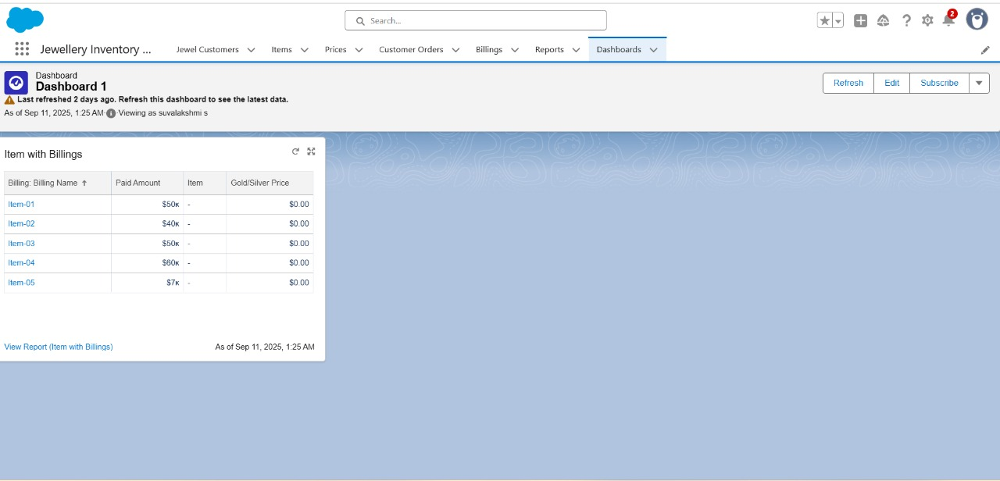 Search...
2
Jewellery Inventory ... Jewel Customers Items Prices Customer Orders Billings Reports Dashboards
Dashboard
Dashboard 1
Refresh Edit Subscribe
Last refreshed 2 days ago. Refresh this dashboard to see the latest data.
As of Sep 11, 2025, 1:25 AM·Viewing as suvalakshmi s
Item with Billings
Billing: Billing Name ↑ Paid Amount Item Gold/Silver Price
Item-01 $50K - $0.00
Item-02 $40K - $0.00
Item-03 $50K - $0.00
Item-04 $60K - $0.00
Item-05 $7K - $0.00
View Report (Item with Billings) As of Sep 11, 2025, 1:25 AM